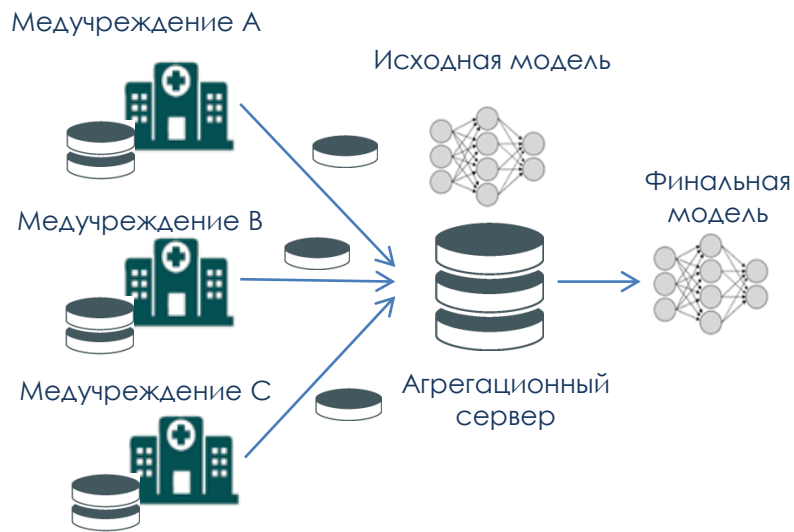 Медучреждение А
Исходная модель
Финальная
модель
Медучреждение В
Медучреждение С
Агрегационный
сервер